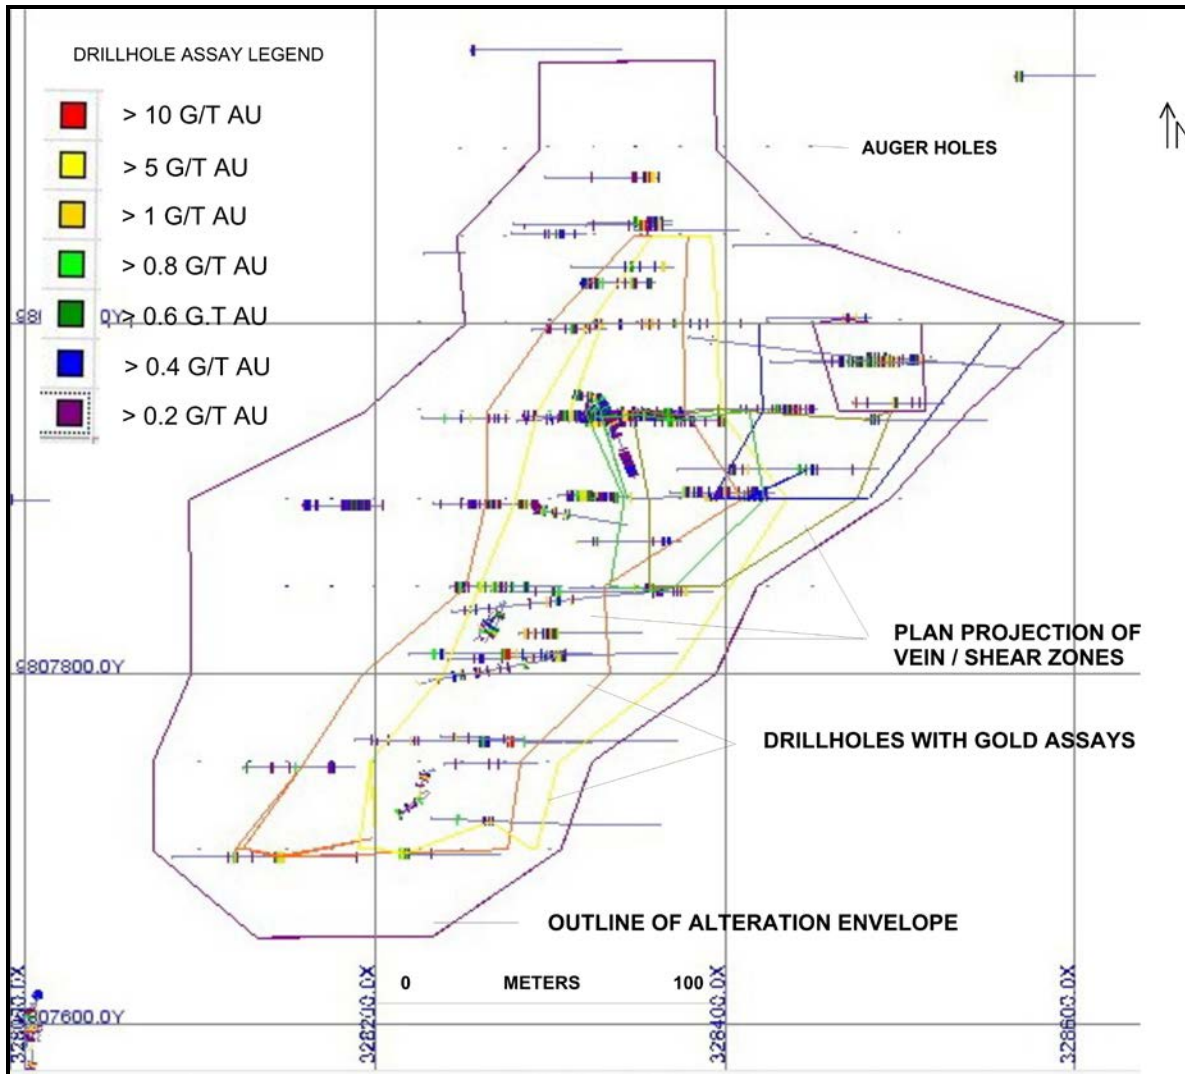 DRILLHOLE ASSAY LEGEND
> 10 G/T AU
> 5 G/T AU
> 1 G/T AU
> 0.8 G/T AU
> 0.6 G.T AU
> 0.4 G/T AU
> 0.2 G/T AU
N
AUGER HOLES
PLAN PROJECTION OF
VEIN / SHEAR ZONES
9807800.0Y
DRILLHOLES WITH GOLD ASSAYS
OUTLINE OF ALTERATION ENVELOPE
0 METERS 100
07600.0Y
328200.0X
328400.0X
328600.0X